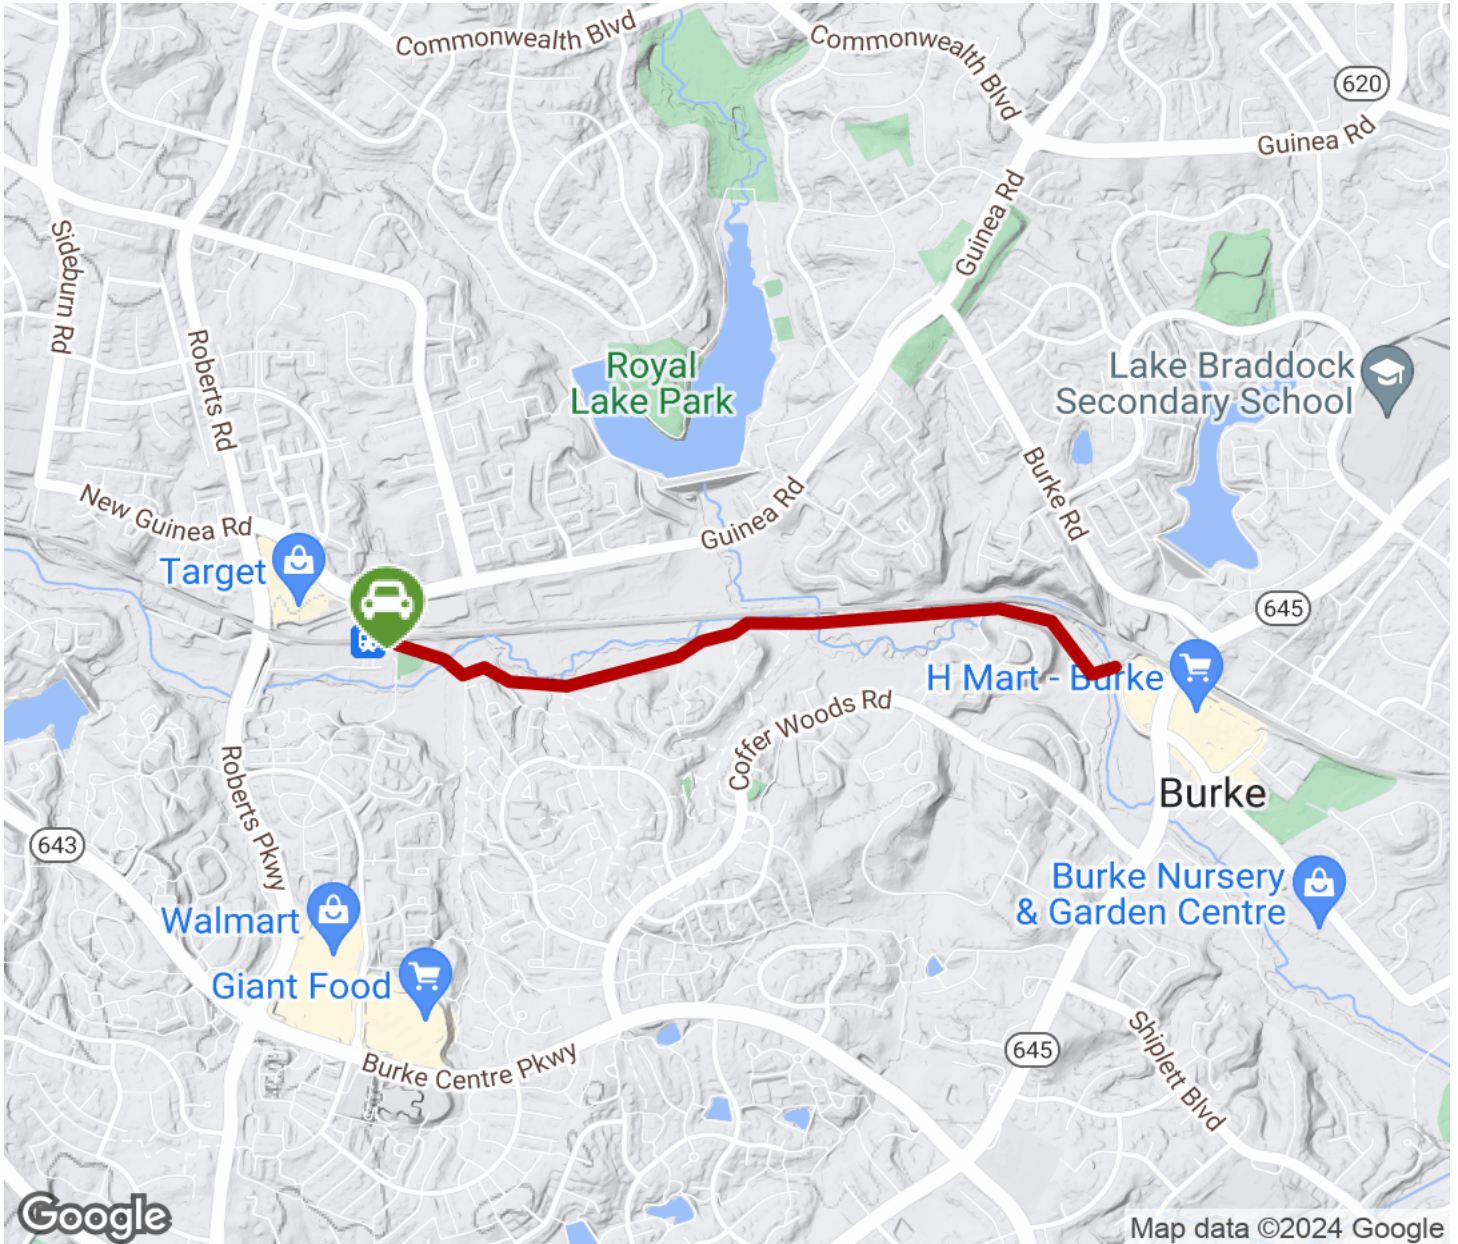 Commonwealth Blvd
Commonwealth Blvd
620
Guinea Rd
Guinea Rd
Sideburn Rd
Roberts Rd
Royal
Lake Park
Lake Braddock
Secondary School
Burke Rd
New Guinea Rd
Guinea Rd
Target
645
H Mart - Burke
Coffer Woods Rd
Roberts Pkwy
Burke
643
Burke Nursery
& Garden Centre
Walmart
Giant Food
Shiplett Blvd
645
Burke Centre Pkwy
Google
Map data ©2024 Google